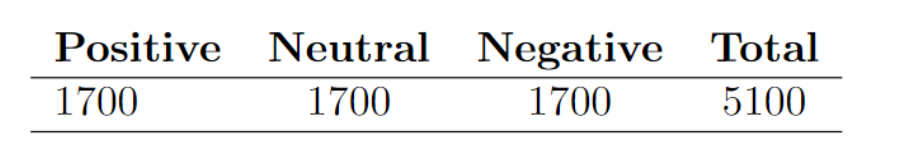 Positive Neutral Negative Total
1700 1700 1700 5100